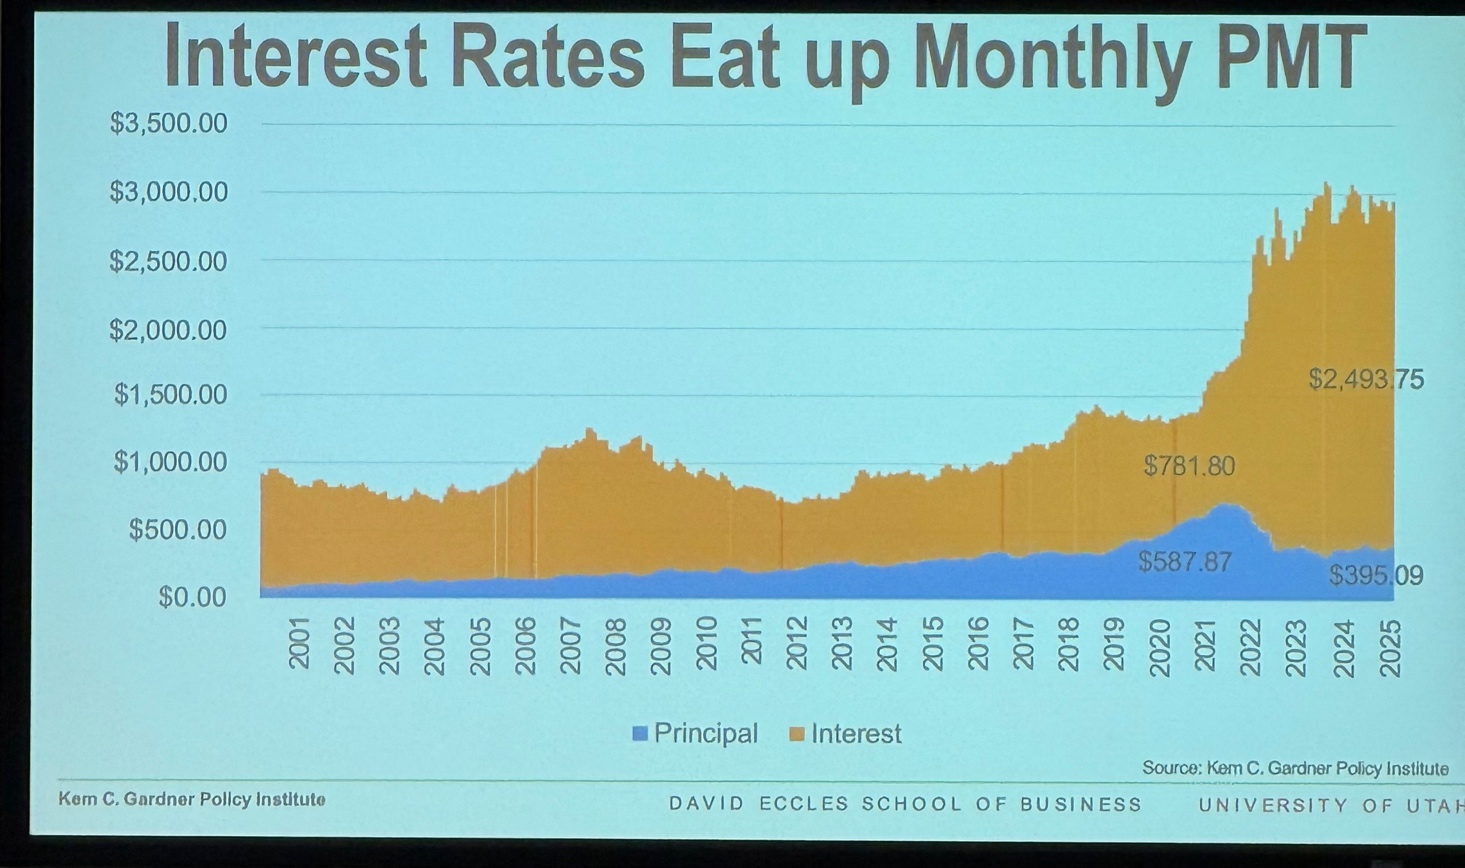 Interest Rates Eat up Monthly PMT
$3,500.00
$3,000.00
$2,500.00
$2,000.00
$1,500.00
$1,000.00
$500.00
$0.00
$2,493.75
$781.80
$587.87
$395.09
2001 2002 2003 2004 2005 2006 2007 2008 2009 2010 2011 2012 2013 2014 2015 2016 2017 2018 2019 2020 2021 2022 2023 2024 2025
Principal Interest
Source: Kem C. Gardner Policy Institute
Kem C. Gardner Policy Institute
DAVID ECCLES SCHOOL OF BUSINESS UNIVERSITY OF UTAH